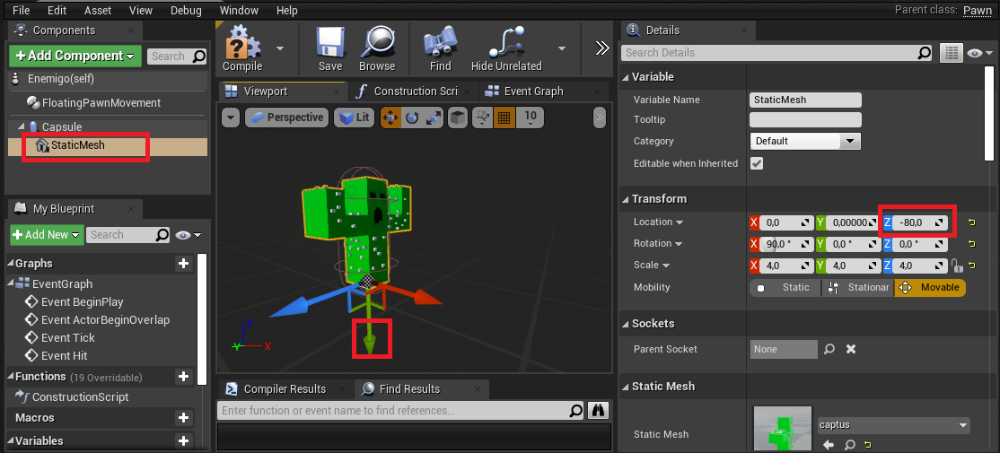 File Edit Asset View Debug Window Help Parent class: Pawn
Components
+ Add Component Search
Enemigo(self)
FloatingPawnMovement
Capsule
StaticMesh
My Blueprint
+ Add New Search
Graphs
EventGraph
Event BeginPlay
Event ActorBeginOverlap
Event Tick
Event Hit
Functions (19 Overridable)
ConstructionScript
Macros
Variables
Compile Save Browse Find Hide Unrelated
Viewport Construction Scri Event Graph
Perspective Lit 10
Z
Y X
Compiler Results Find Results
Enter function or event name to find references...
Details
Search Details
Variable
Variable Name StaticMesh
Tooltip
Category Default
Editable when Inherited
Transform
Location X 0,0 Y 0,00000 Z -80,0
Rotation X 90,0 ° Y 0,0 ° Z 0,0 °
Scale X 4,0 Y 4,0 Z 4,0
Mobility Static Stationar Movable
Sockets
Parent Socket None
Static Mesh
Static Mesh captus